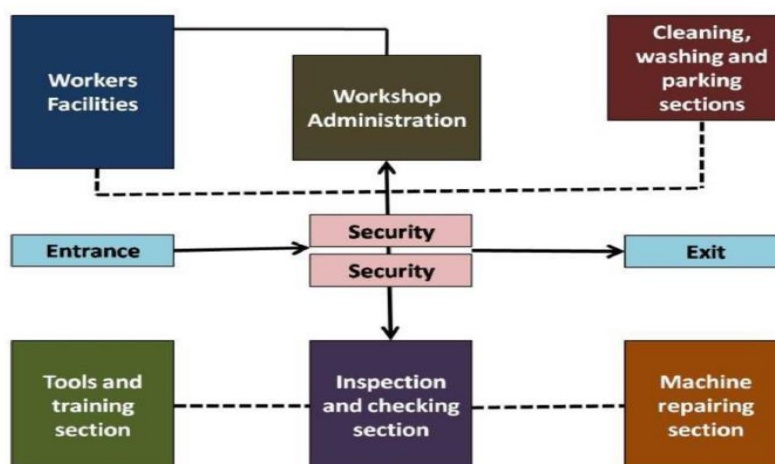 Workers
Facilities
Workshop
Administration
Cleaning,
washing and
parking
sections
Entrance
Security
Security
Exit
Tools and
training
section
Inspection
and checking
section
Machine
repairing
section